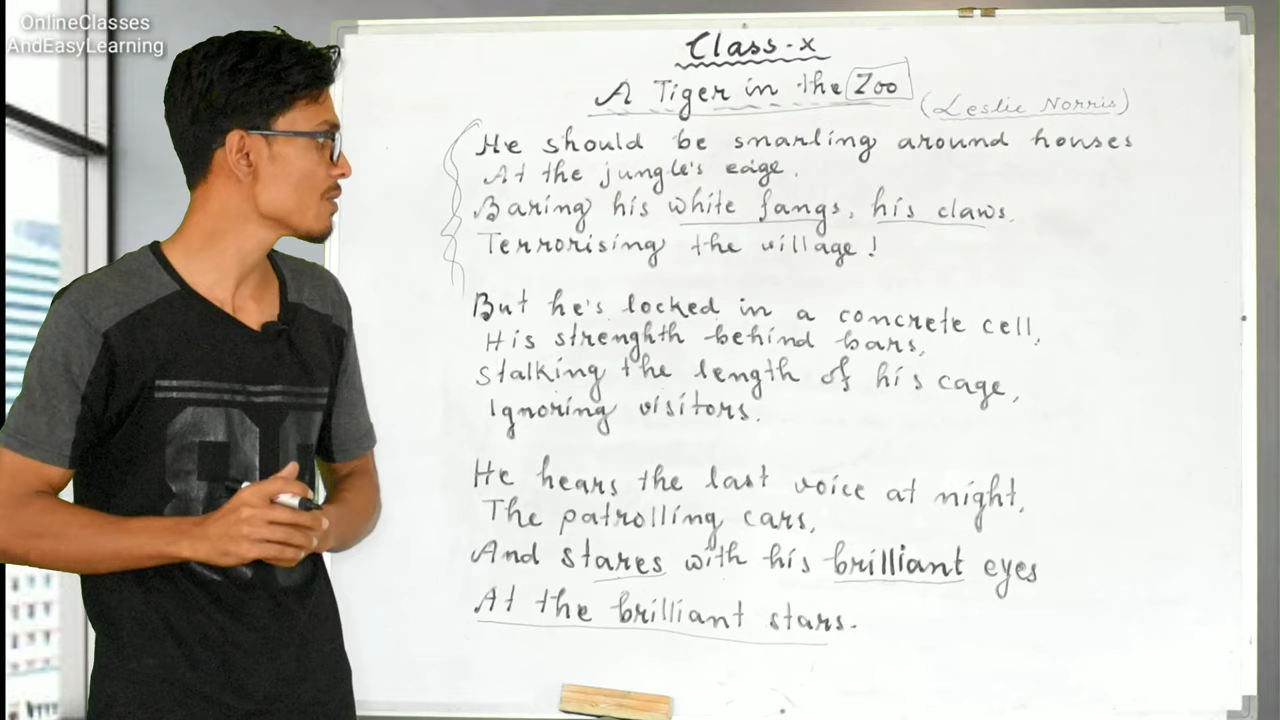 OnlineClasses
AndEasyLearning
Class-x
A Tiger in the Zoo
(Leslie Norris)
He should be snarling around houses
At the jungle's edge,
Baring his white fangs, his claws,
Terrorising the village!
But he's locked in a concrete cell,
His strenghth behind bars,
Stalking the length of his cage,
Ignoring visitors.
He hears the last voice at night,
The patrolling cars,
And stares with his brilliant eyes
At the brilliant stars.